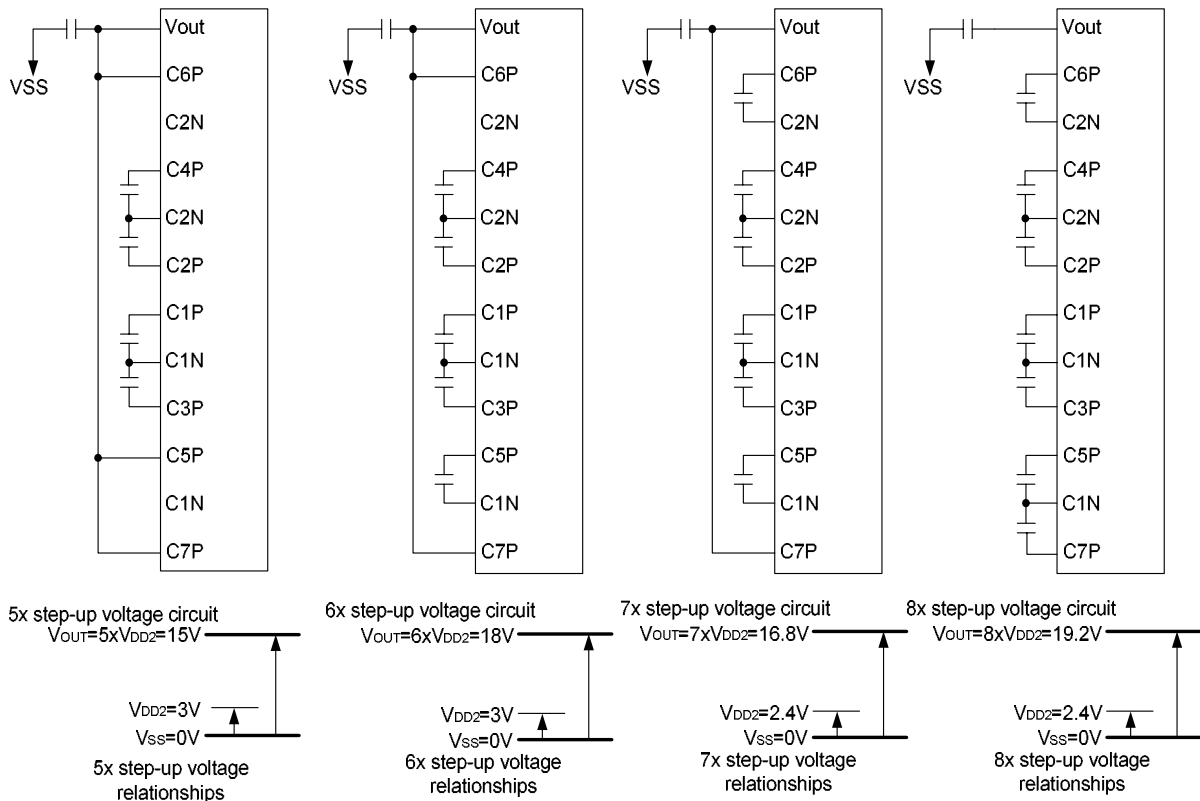 Vout
C6P
C2N
C4P
C2N
C2P
C1P
C1N
C3P
C5P
C1N
C7P
VSS
5x step-up voltage circuit
VOUT=5xVDD2=15V
VDD2=3V
VSS=0V
5x step-up voltage
relationships
Vout
C6P
C2N
C4P
C2N
C2P
C1P
C1N
C3P
C5P
C1N
C7P
VSS
6x step-up voltage circuit
VOUT=6xVDD2=18V
VDD2=3V
VSS=0V
6x step-up voltage
relationships
Vout
C6P
C2N
C4P
C2N
C2P
C1P
C1N
C3P
C5P
C1N
C7P
VSS
7x step-up voltage circuit
VOUT=7xVDD2=16.8V
VDD2=2.4V
VSS=0V
7x step-up voltage
relationships
Vout
C6P
C2N
C4P
C2N
C2P
C1P
C1N
C3P
C5P
C1N
C7P
VSS
8x step-up voltage circuit
VOUT=8xVDD2=19.2V
VDD2=2.4V
VSS=0V
8x step-up voltage
relationships